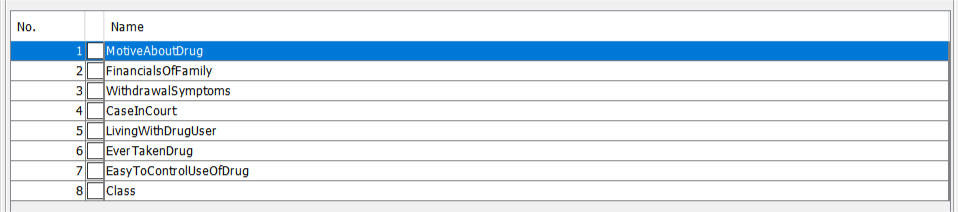 No. Name
1 MotiveAboutDrug
2 FinancialsOfFamily
3 WithdrawalSymptoms
4 CaseInCourt
5 LivingWithDrugUser
6 EverTakenDrug
7 EasyToControlUseOfDrug
8 Class